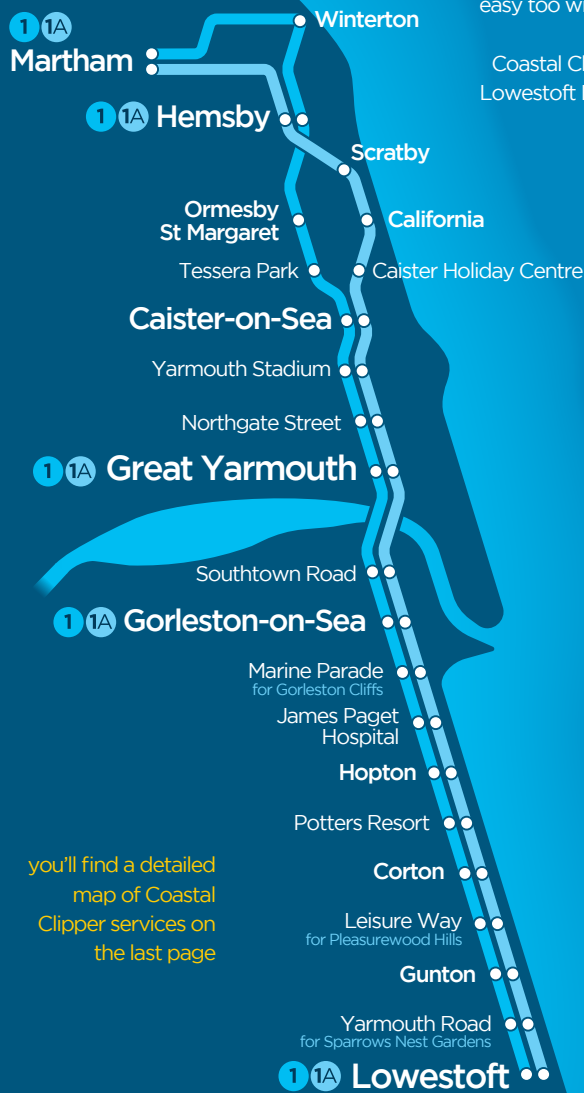 easy too wi
1 1A
Winterton
Martham
Coastal Cl
Lowestoft
1 1A Hemsby
Scratby
Ormesby
St Margaret
California
Tessera Park
Caister Holiday Centre
Caister-on-Sea
Yarmouth Stadium
Northgate Street
1 1A Great Yarmouth
Southtown Road
1 1A Gorleston-on-Sea
Marine Parade
for Gorleston Cliffs
James Paget
Hospital
Hopton
Potters Resort
Corton
you'll find a detailed
map of Coastal
Clipper services on
the last page
Leisure Way
for Pleasurewood Hills
Gunton
Yarmouth Road
for Sparrows Nest Gardens
1 1A Lowestoft